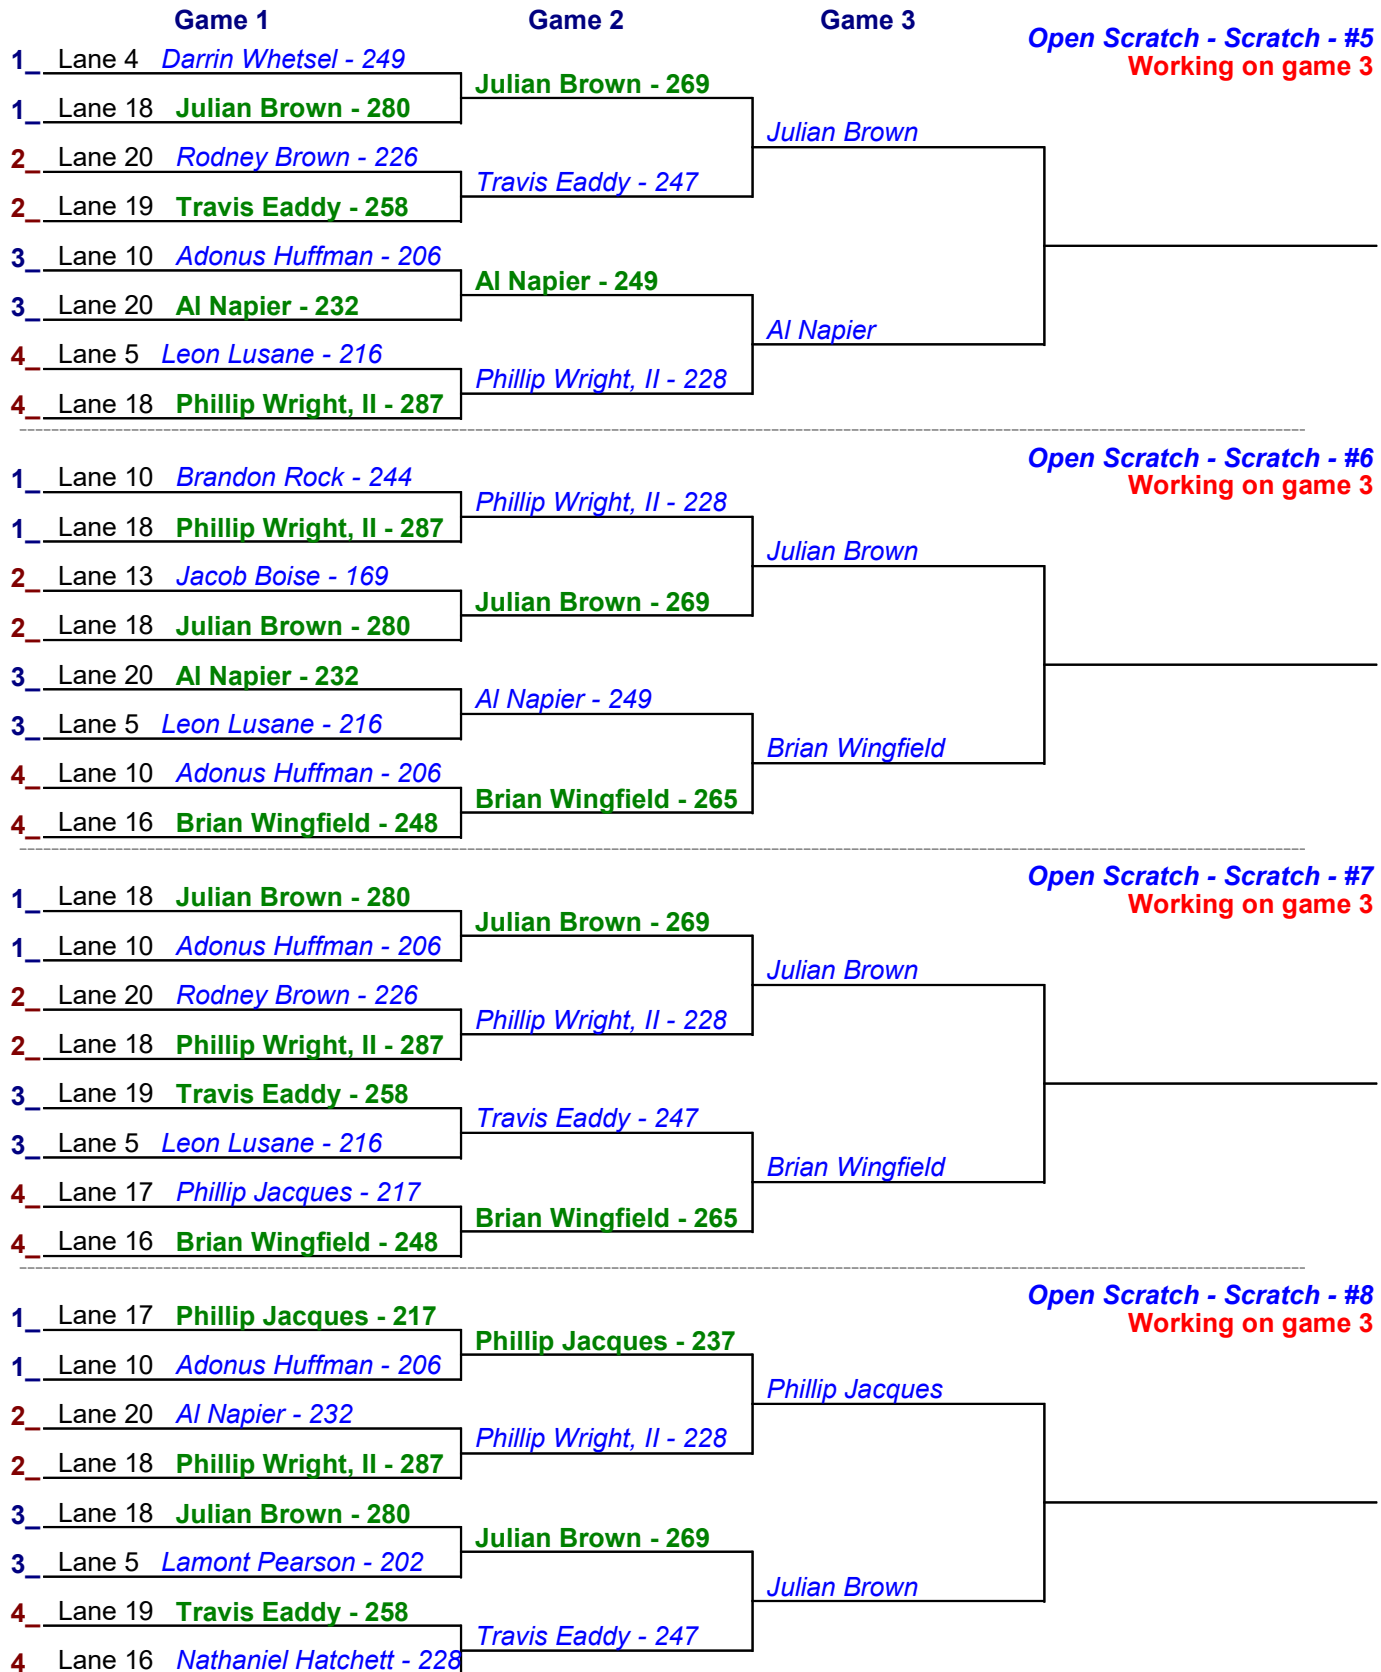 Game 1 Game 2 Game 3
Open Scratch - Scratch - #5
Working on game 3
1_ Lane 4 Darrin Whetsel - 249
Julian Brown - 269
1_ Lane 18 Julian Brown - 280
Julian Brown
2_ Lane 20 Rodney Brown - 226
Travis Eaddy - 247
2_ Lane 19 Travis Eaddy - 258
3_ Lane 10 Adonus Huffman - 206
Al Napier - 249
3_ Lane 20 Al Napier - 232
Al Napier
4_ Lane 5 Leon Lusane - 216
Phillip Wright, II - 228
4_ Lane 18 Phillip Wright, II - 287
Open Scratch - Scratch - #6
Working on game 3
1_ Lane 10 Brandon Rock - 244
Phillip Wright, II - 228
1_ Lane 18 Phillip Wright, II - 287
Julian Brown
2_ Lane 13 Jacob Boise - 169
Julian Brown - 269
2_ Lane 18 Julian Brown - 280
3_ Lane 20 Al Napier - 232
Al Napier - 249
3_ Lane 5 Leon Lusane - 216
Brian Wingfield
4_ Lane 10 Adonus Huffman - 206
Brian Wingfield - 265
4_ Lane 16 Brian Wingfield - 248
Open Scratch - Scratch - #7
Working on game 3
1_ Lane 18 Julian Brown - 280
Julian Brown - 269
1_ Lane 10 Adonus Huffman - 206
Julian Brown
2_ Lane 20 Rodney Brown - 226
Phillip Wright, II - 228
2_ Lane 18 Phillip Wright, II - 287
3_ Lane 19 Travis Eaddy - 258
Travis Eaddy - 247
3_ Lane 5 Leon Lusane - 216
Brian Wingfield
4_ Lane 17 Phillip Jacques - 217
Brian Wingfield - 265
4_ Lane 16 Brian Wingfield - 248
Open Scratch - Scratch - #8
Working on game 3
1_ Lane 17 Phillip Jacques - 217
Phillip Jacques - 237
1_ Lane 10 Adonus Huffman - 206
Phillip Jacques
2_ Lane 20 Al Napier - 232
Phillip Wright, II - 228
2_ Lane 18 Phillip Wright, II - 287
3_ Lane 18 Julian Brown - 280
Julian Brown - 269
3_ Lane 5 Lamont Pearson - 202
Julian Brown
4_ Lane 19 Travis Eaddy - 258
Travis Eaddy - 247
4 Lane 16 Nathaniel Hatchett - 228